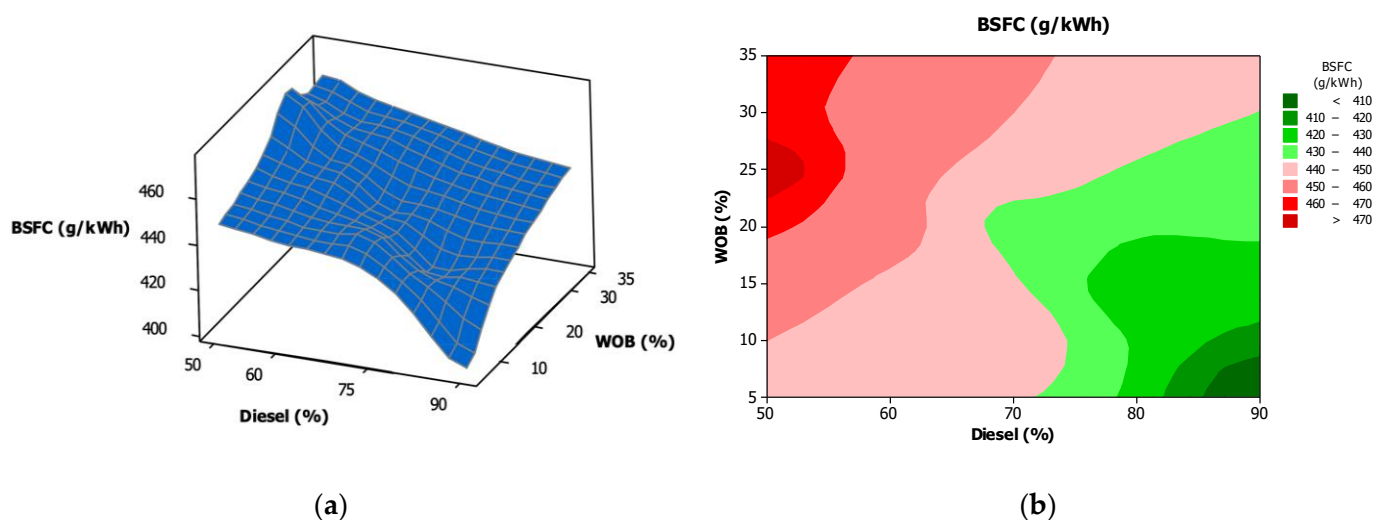 460
BSFC (g/kWh)
440
420
400
50
60
75
90
Diesel (%)
10
20
30
35
WOB (%)
(a)
BSFC (g/kWh)
35
30
25
20
15
10
5
WOB (%)
50
60
70
80
90
Diesel (%)
BSFC
(g/kWh)
< 410
410 – 420
420 – 430
430 – 440
440 – 450
450 – 460
460 – 470
> 470
(b)